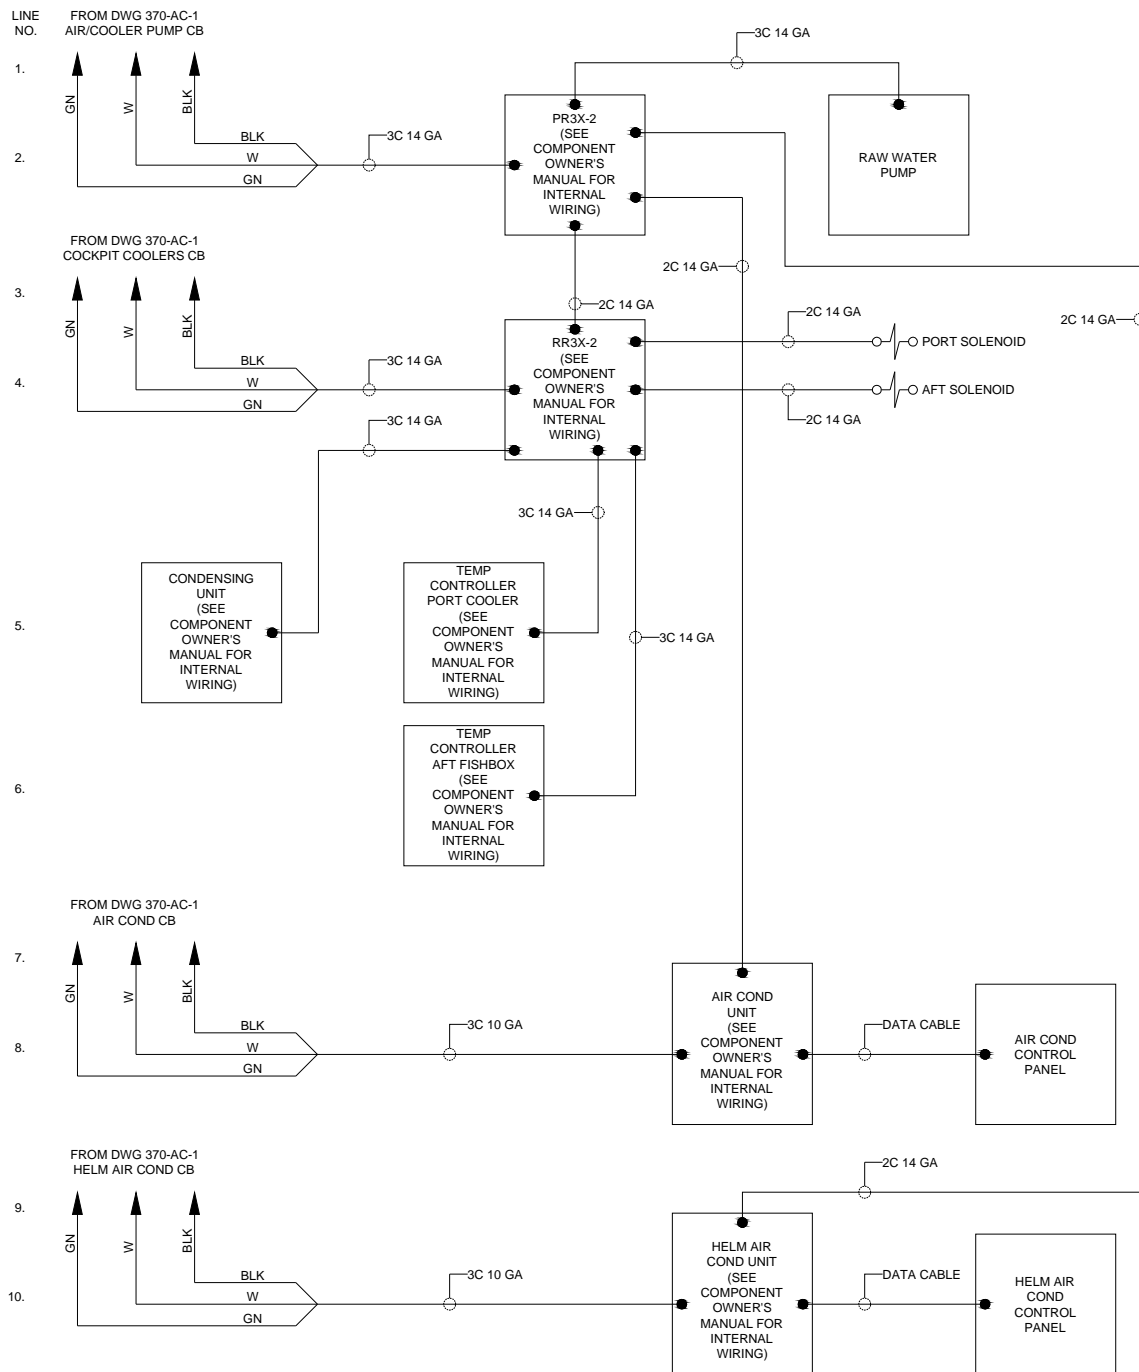 LINE
NO.
FROM DWG 370-AC-1
AIR/COOLER PUMP CB
3C 14 GA
1.
GN
W
BLK
PR3X-2
(SEE
COMPONENT
OWNER'S
MANUAL FOR
INTERNAL
WIRING)
RAW WATER
PUMP
2.
BLK
W
GN
3C 14 GA
FROM DWG 370-AC-1
COCKPIT COOLERS CB
2C 14 GA
3.
GN
W
BLK
2C 14 GA
2C 14 GA
2C 14 GA
RR3X-2
(SEE
COMPONENT
OWNER'S
MANUAL FOR
INTERNAL
WIRING)
PORT SOLENOID
4.
BLK
W
GN
3C 14 GA
AFT SOLENOID
3C 14 GA
2C 14 GA
3C 14 GA
5.
CONDENSING
UNIT
(SEE
COMPONENT
OWNER'S
MANUAL FOR
INTERNAL
WIRING)
TEMP
CONTROLLER
PORT COOLER
(SEE
COMPONENT
OWNER'S
MANUAL FOR
INTERNAL
WIRING)
3C 14 GA
6.
TEMP
CONTROLLER
AFT FISHBOX
(SEE
COMPONENT
OWNER'S
MANUAL FOR
INTERNAL
WIRING)
FROM DWG 370-AC-1
AIR COND CB
7.
GN
W
BLK
8.
BLK
W
GN
3C 10 GA
AIR COND
UNIT
(SEE
COMPONENT
OWNER'S
MANUAL FOR
INTERNAL
WIRING)
DATA CABLE
AIR COND
CONTROL
PANEL
FROM DWG 370-AC-1
HELM AIR COND CB
2C 14 GA
9.
GN
W
BLK
10.
BLK
W
GN
3C 10 GA
HELM AIR
COND UNIT
(SEE
COMPONENT
OWNER'S
MANUAL FOR
INTERNAL
WIRING)
DATA CABLE
HELM AIR
COND
CONTROL
PANEL